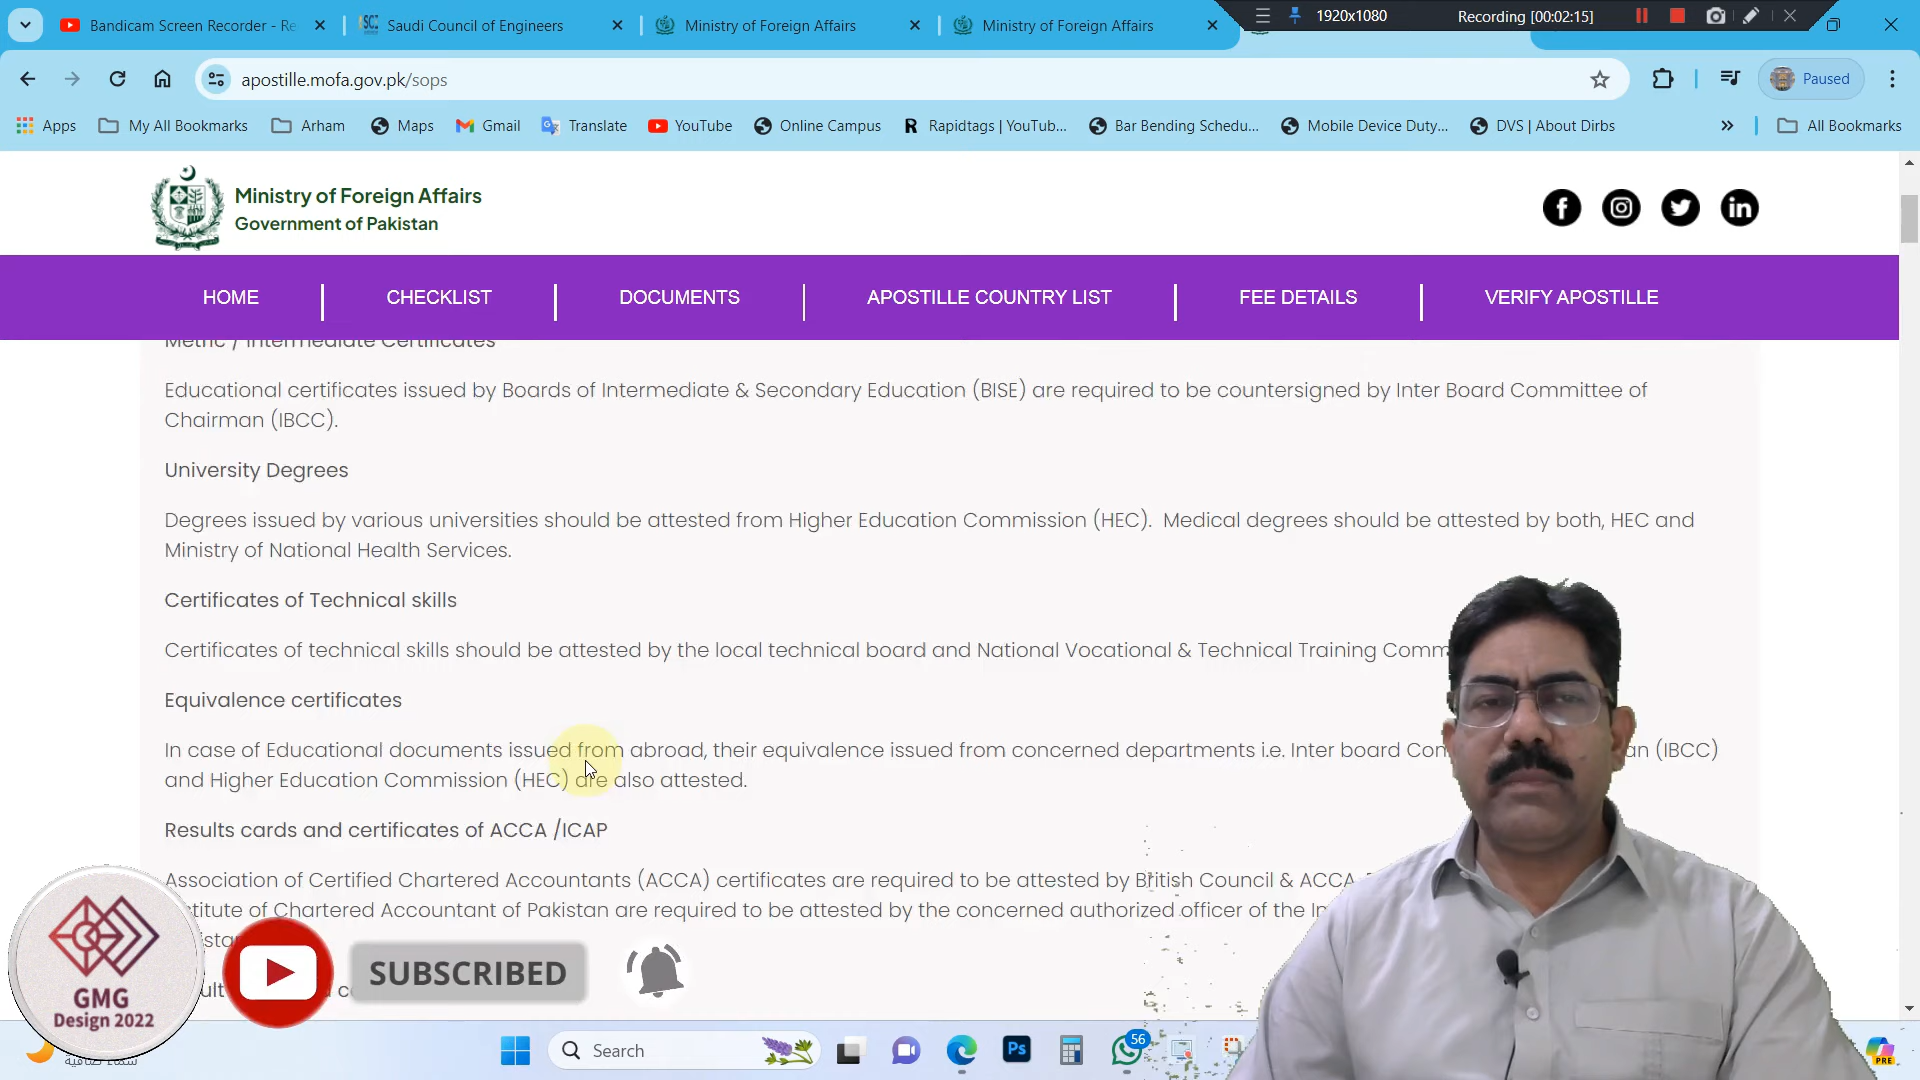 Bandicam Screen Recorder - Re
Saudi Council of Engineers
Ministry of Foreign Affairs
Ministry of Foreign Affairs
1920x1080
Recording [00:02:15]
apostille.mofa.gov.pk/sops
Paused
Apps
My All Bookmarks
Arham
Maps
Gmail
Translate
YouTube
Online Campus
Rapidtags | YouTub...
Bar Bending Schedu...
Mobile Device Duty...
DVS | About Dirbs
All Bookmarks
Ministry of Foreign Affairs
Government of Pakistan
HOME
CHECKLIST
DOCUMENTS
APOSTILLE COUNTRY LIST
FEE DETAILS
VERIFY APOSTILLE
Metric / Intermediate Certificates
Educational certificates issued by Boards of Intermediate & Secondary Education (BISE) are required to be countersigned by Inter Board Committee of
Chairman (IBCC).
University Degrees
Degrees issued by various universities should be attested from Higher Education Commission (HEC). Medical degrees should be attested by both, HEC and
Ministry of National Health Services.
Certificates of Technical skills
Certificates of technical skills should be attested by the local technical board and National Vocational & Technical Training Comm
Equivalence certificates
In case of Educational documents issued from abroad, their equivalence issued from concerned departments i.e. Inter board Con an (IBCC)
and Higher Education Commission (HEC) are also attested.
Results cards and certificates of ACCA /ICAP
Association of Certified Chartered Accountants (ACCA) certificates are required to be attested by British Council & ACCA
titute of Chartered Accountant of Pakistan are required to be attested by the concerned authorized officer of the In
GMG
Design 2022
SUBSCRIBED
Search
Ps
56
PRE
سماء صافية